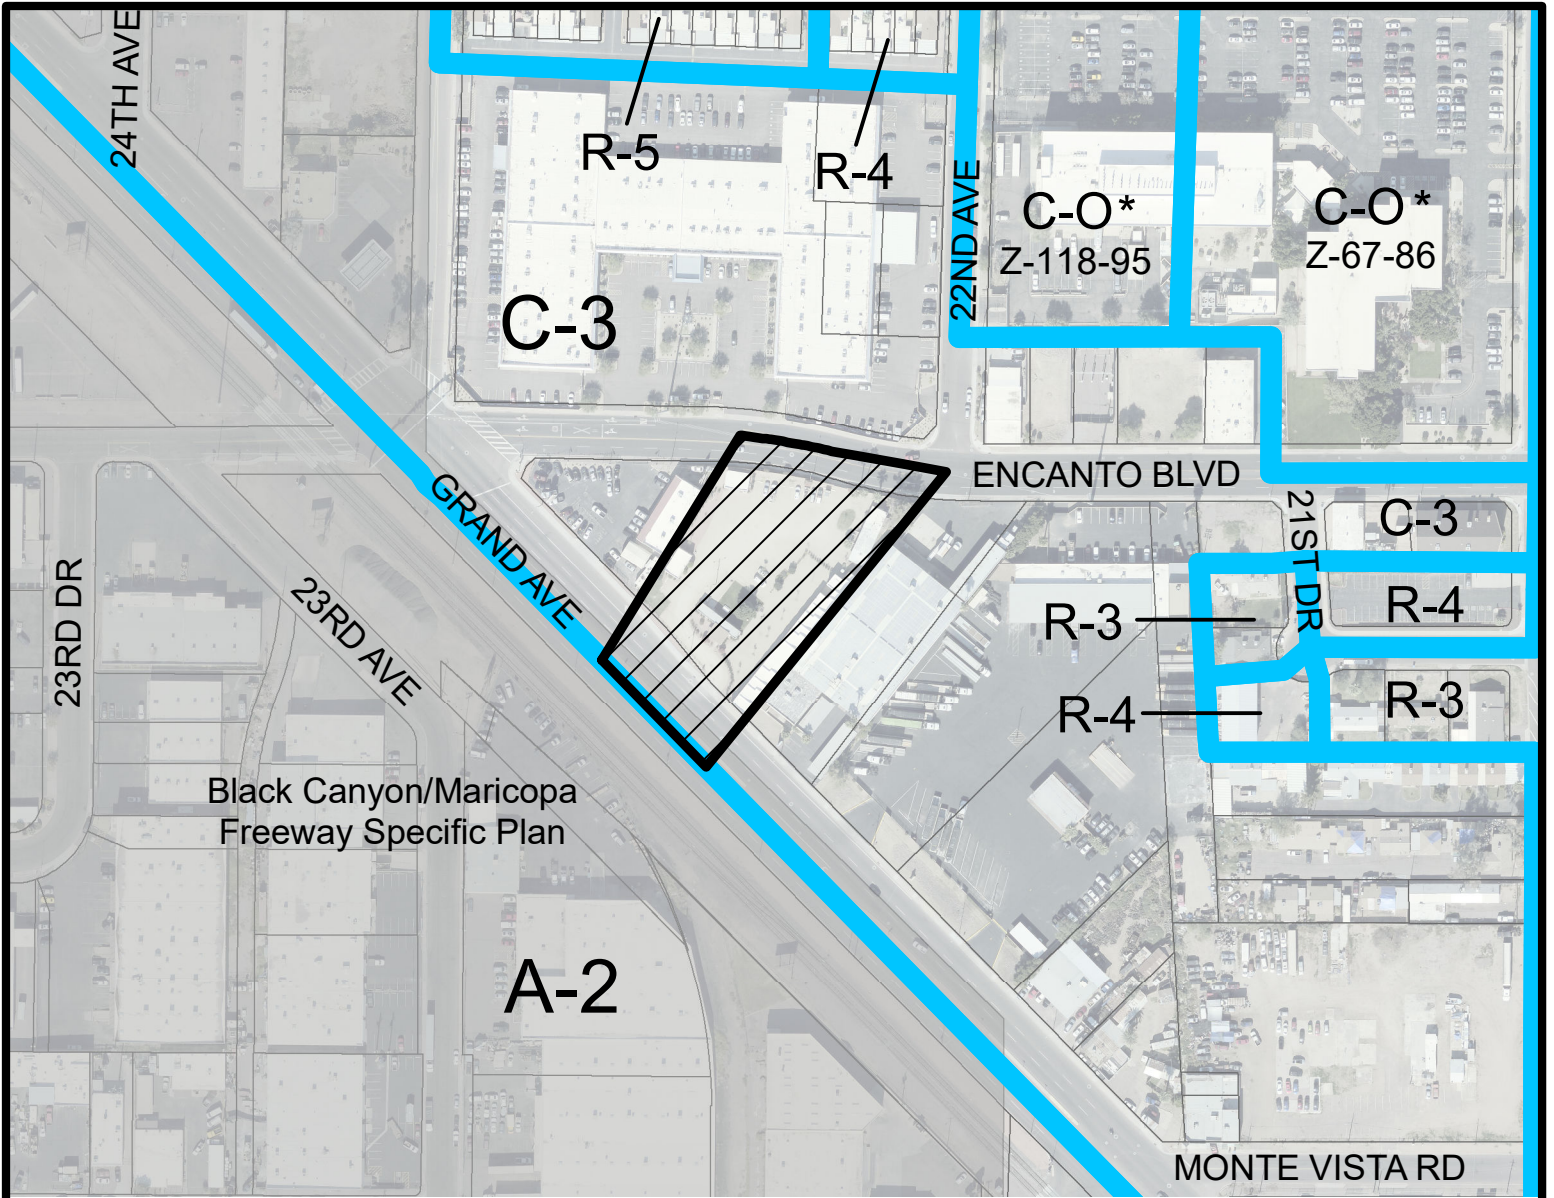 24TH AVE
R-5
R-4
22ND AVE
C-O *
Z-118-95
C-O *
Z-67-86
C-3
ENCANTO BLVD
GRAND AVE
21ST DR
C-3
23RD DR
23RD AVE
R-3
R-4
R-4
R-3
Black Canyon/Maricopa
Freeway Specific Plan
A-2
MONTE VISTA RD